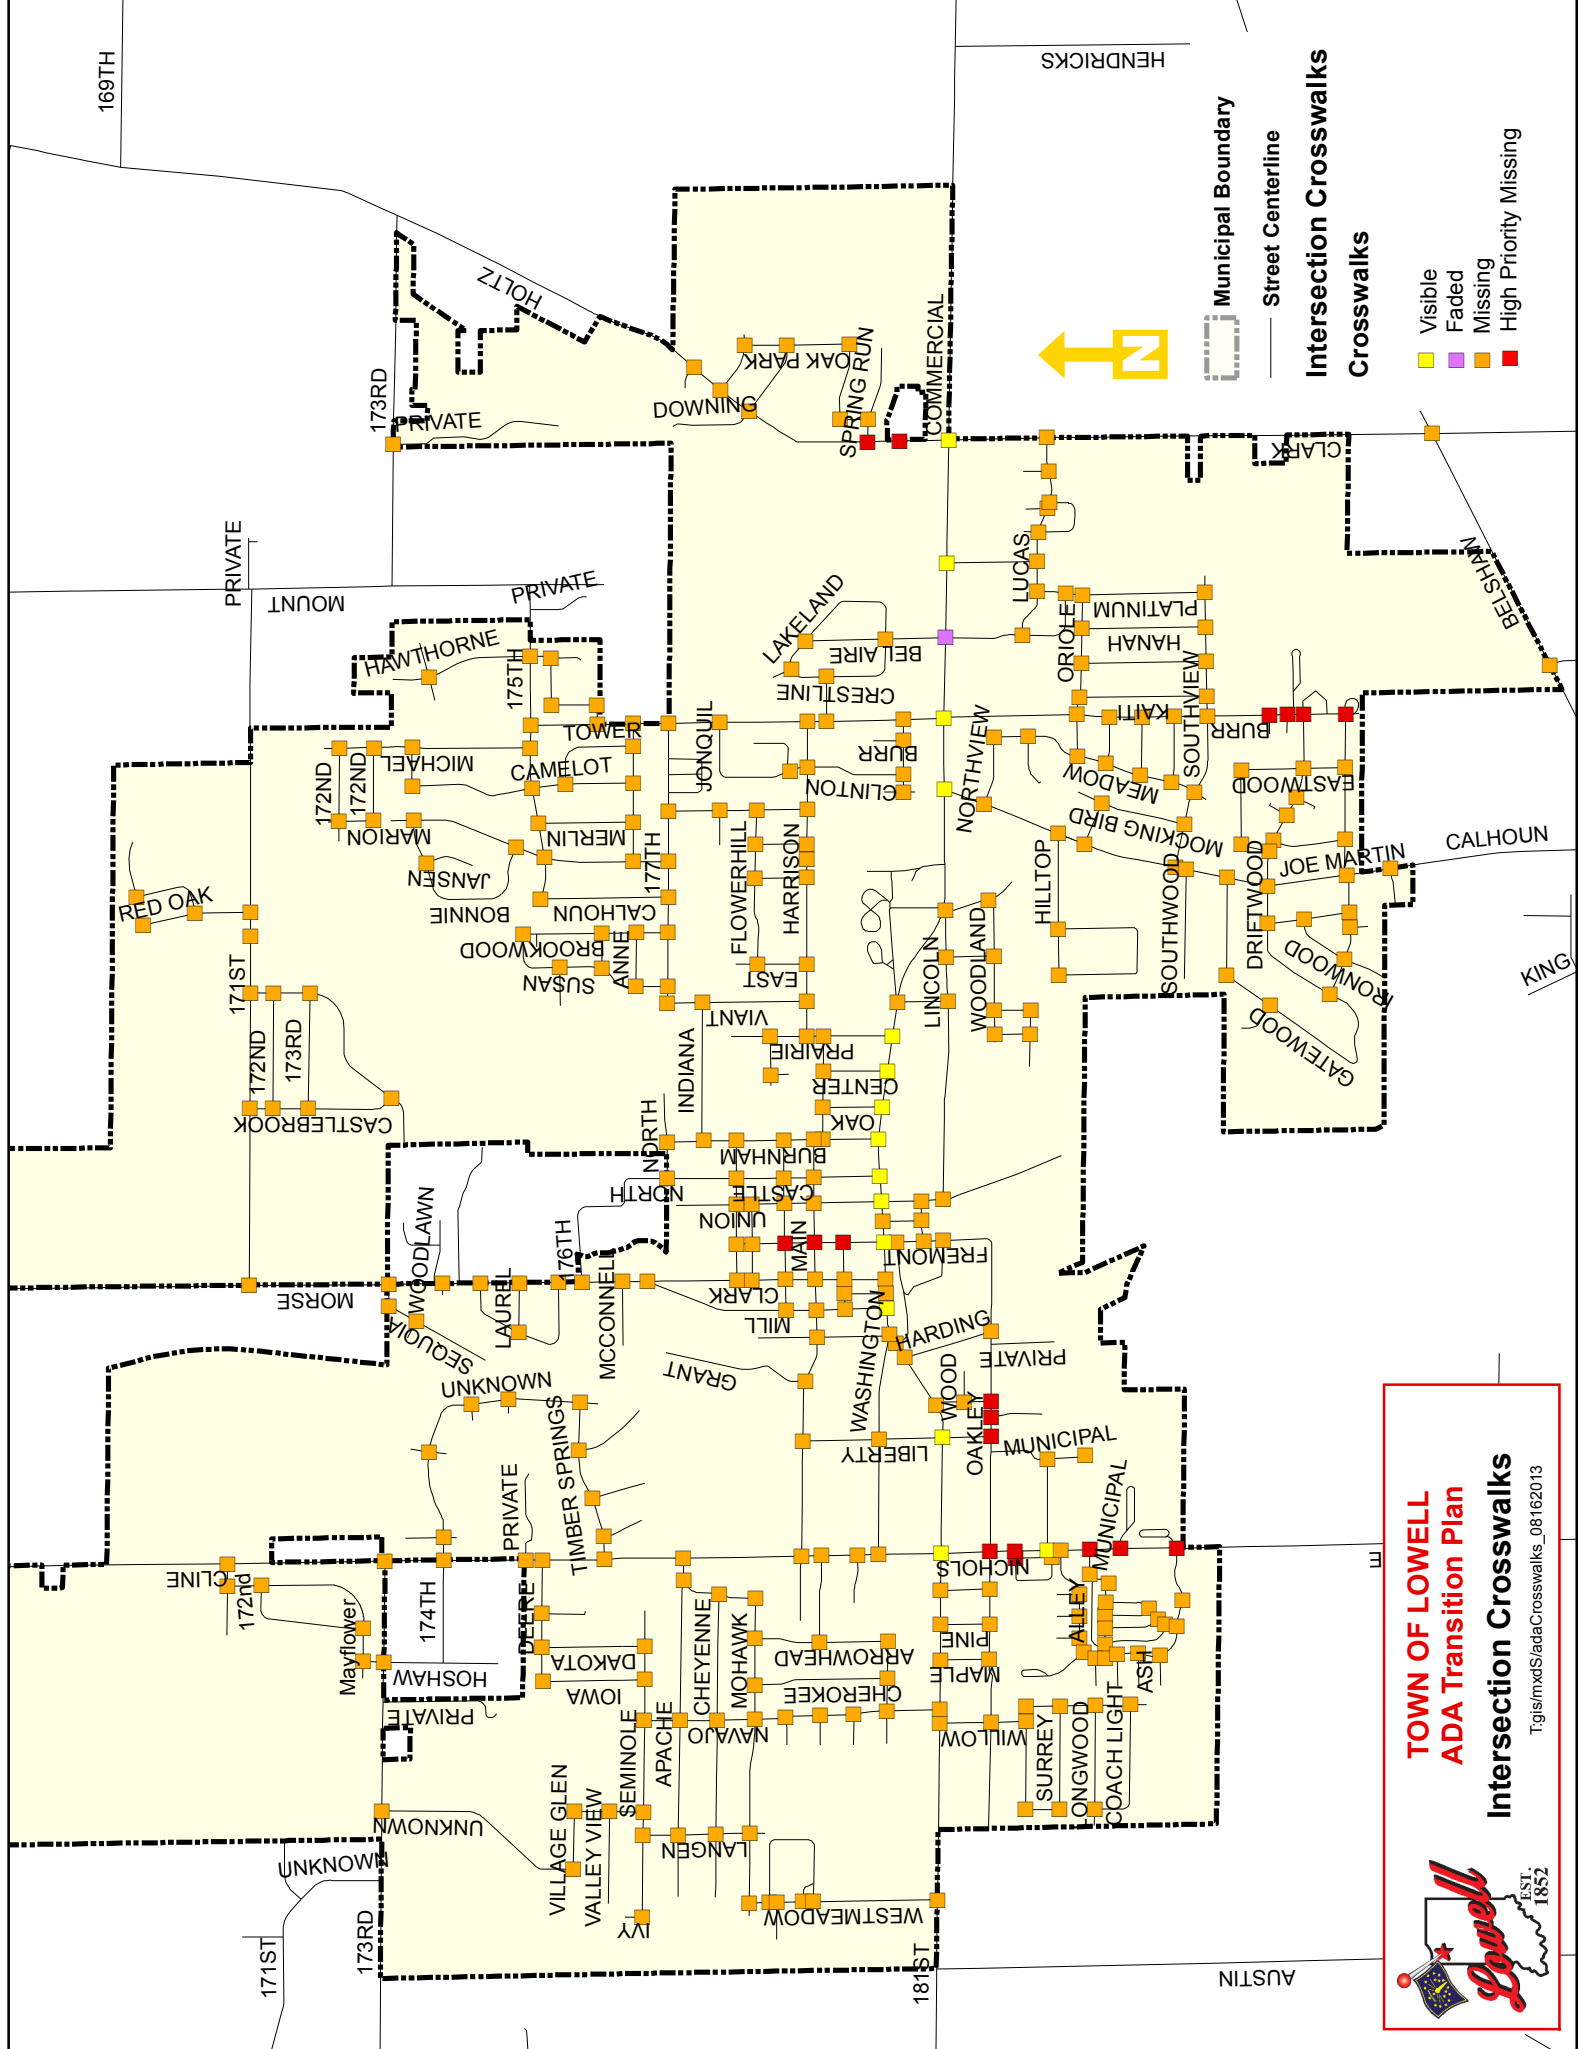 169TH
HENDRICKS
HOLTZ
173RD
PRIVATE
DOWNING
OAK PARK
SPRING RUN
COMMERCIAL
CLARK
BELSHAW
PRIVATE
MOUNT
PRIVATE
HAWTHORNE
175TH
TOWER
LAKELAND
BEL AIRE
CRESTLINE
LUCAS
ORIOLE
PLATINUM
HANAH
KAITI
SOUTHVIEW
BURR
172ND
172ND
MICHAEL
CAMELOT
JONQUIL
BURR
CLINTON
NORTHVIEW
MEADOW
MOCKING BIRD
EASTWOOD
MARION
MERLIN
JANSEN
BONNIE
177TH
CALHOUN
FLOWERHILL
HARRISON
HILLTOP
SOUTHWOOD
DRIFTWOOD
JOE MARTIN
CALHOUN
RED OAK
BROOKWOOD
SUSAN
ANNE
EAST
LINCOLN
WOODLAND
IRONWOOD
GATEWOOD
KING
171ST
172ND
173RD
CASTLEBROOK
VIANT
INDIANA
PRAIRIE
CENTER
OAK
NORTH
NORTH
BURNHAM
CASTLE
UNION
MAIN
FREMONT
MORSE
WOODLAWN
176TH
LAUREL
MCCONNELL
SEQUOIA
CLARK
MILL
GRANT
WASHINGTON
HARDING
PRIVATE
WOOD
OAKLEY
LIBERTY
MUNICIPAL
MUNICIPAL
UNKNOWN
TIMBER SPRINGS
PRIVATE
CLINE
172nd
Mayflower
174TH
HOSHAW
PRIVATE
DEERE
DAKOTA
IOWA
CHEYENNE
MOHAWK
APACHE
SEMINOLE
NAVAJO
ARROWHEAD
CHEROKEE
NICHOLS
PINE
MAPLE
WILLOW
ALLEY
ASH
SURREY
LONGWOOD
COACH LIGHT
E
UNKNOWN
UNKNOWN
VILLAGE GLEN
VALLEY VIEW
LANGEN
IVY
WESTMEADOW
171ST
173RD
181ST
AUSTIN
N
Municipal Boundary
Street Centerline
Intersection Crosswalks
Crosswalks
Visible
Faded
Missing
High Priority Missing
TOWN OF LOWELL
ADA Transition Plan
Intersection Crosswalks
T:gis/mxdS/adaCrosswalks_08162013
Lowell
EST.
1852